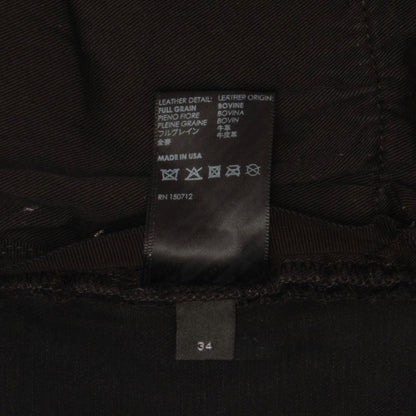 LEATHER DETAIL: LEATHER ORIGIN:
FULL GRAIN BOVINE
PIENO FIORE BOVINA
PLEINE GRAINE BOVIN
フルグレイン 牛革
全麥 牛皮革
MADE IN USA
RN 150712
34